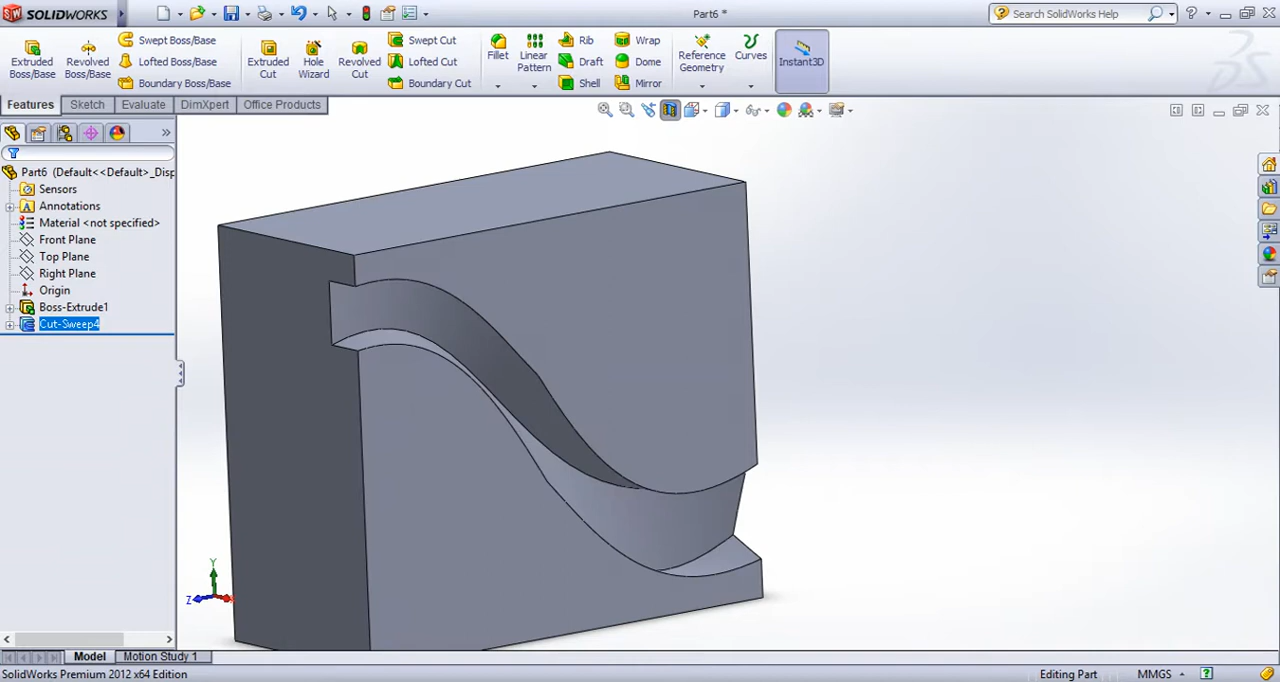 SOLIDWORKS
Part6 *
Search SolidWorks Help
Extruded Boss/Base
Revolved Boss/Base
Swept Boss/Base
Lofted Boss/Base
Boundary Boss/Base
Extruded Cut
Hole Wizard
Revolved Cut
Swept Cut
Lofted Cut
Boundary Cut
Fillet
Linear Pattern
Rib
Draft
Shell
Wrap
Dome
Mirror
Reference Geometry
Curves
Instant3D
Features Sketch Evaluate DimXpert Office Products
Part6 (Default<<Default>_Disp
Sensors
Annotations
Material <not specified>
Front Plane
Top Plane
Right Plane
Origin
Boss-Extrude1
Cut-Sweep4
Y
Z
Model Motion Study 1
SolidWorks Premium 2012 x64 Edition
Editing Part
MMGS